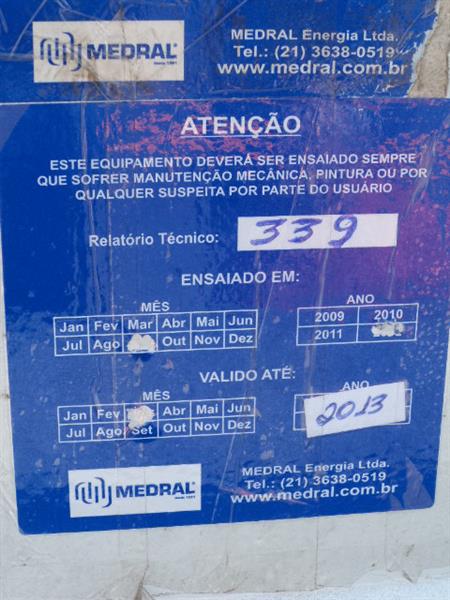 MEDRAL
since 1961
MEDRAL Energia Ltda.
Tel.: (21) 3638-0519
www.medral.com.br
ATENÇÃO
ESTE EQUIPAMENTO DEVERÁ SER ENSAIADO SEMPRE
QUE SOFRER MANUTENÇÃO MECÂNICA, PINTURA OU POR
QUALQUER SUSPEITA POR PARTE DO USUÁRIO
Relatório Técnico: 339
ENSAIADO EM:
MÊS
ANO
Jan Fev Mar Abr Mai Jun
2009 2010
Jul Ago Out Nov Dez
2011
VALIDO ATÉ:
MÊS
ANO
Jan Fev Abr Mai Jun
2013
Jul Ago Set Out Nov Dez
MEDRAL
MEDRAL Energia Ltda.
Tel.: (21) 3638-0519
www.medral.com.br